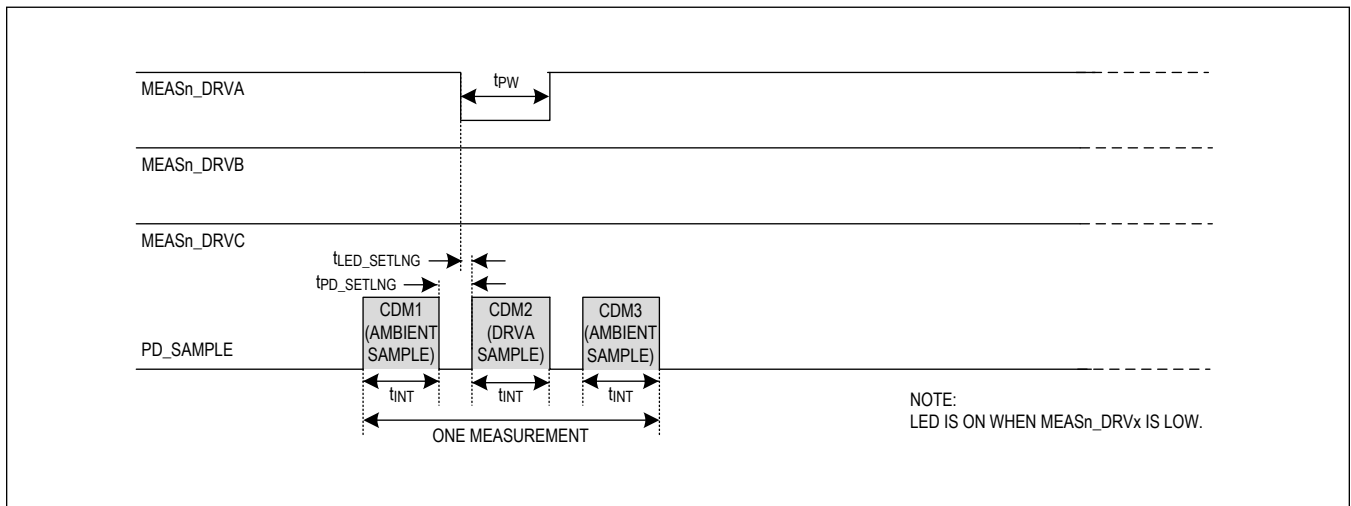 MEASn_DRVA
tPW
MEASn_DRVB
MEASn_DRVC
tLED_SETLNG
tPD_SETLNG
PD_SAMPLE
CDM1
(AMBIENT
SAMPLE)
CDM2
(DRVA
SAMPLE)
CDM3
(AMBIENT
SAMPLE)
tINT
tINT
tINT
ONE MEASUREMENT
NOTE:
LED IS ON WHEN MEASn_DRVx IS LOW.